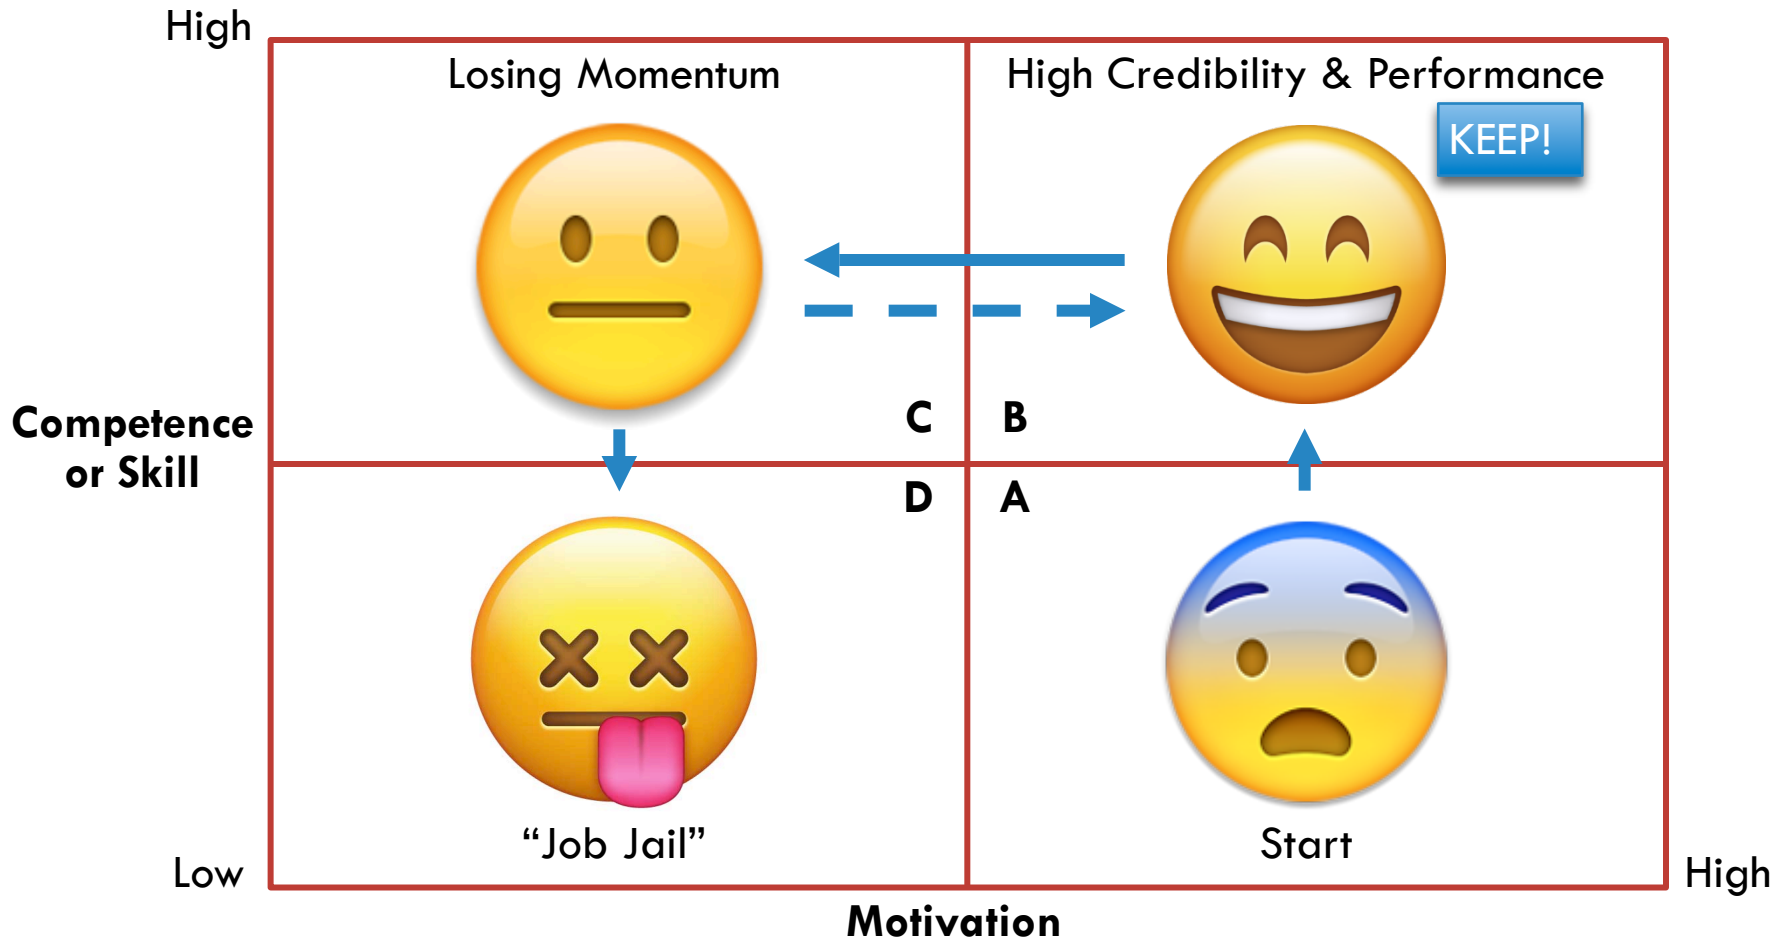 High
Losing Momentum
High Credibility & Performance
KEEP!
Competence
or Skill
C
B
D
A
“Job Jail”
Start
Low
High
Motivation